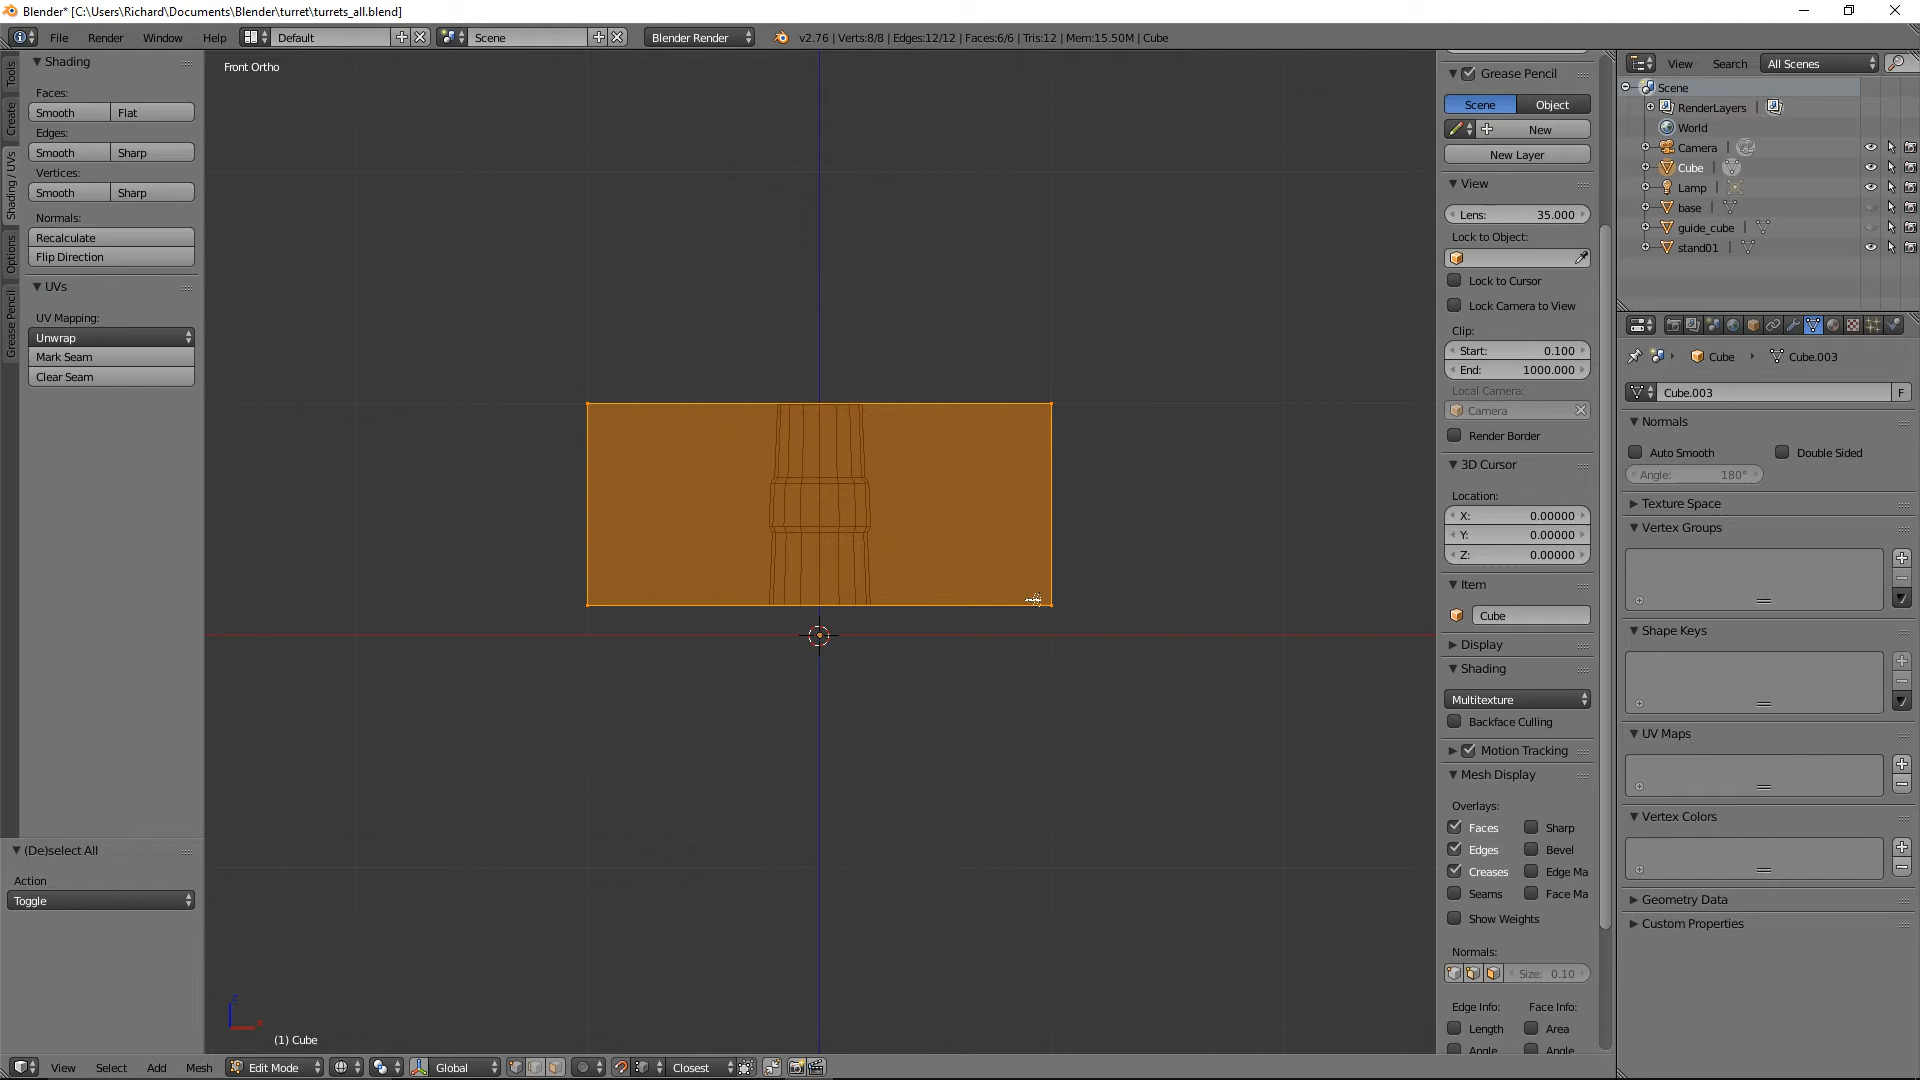 Blender* [C:\Users\Richard\Documents\Blender\turret\turrets_all.blend]
File Render Window Help Default Scene Blender Render v2.76 | Verts:8/8 | Edges:12/12 | Faces:6/6 | Tris:12 | Mem:15.50M | Cube
Tools
Create
Shading / UVs
Options
Grease Pencil
Shading
Faces:
Smooth Flat
Edges:
Smooth Sharp
Vertices:
Smooth Sharp
Normals:
Recalculate
Flip Direction
UVs
UV Mapping:
Unwrap
Mark Seam
Clear Seam
(De)select All
Action
Toggle
Front Ortho
z
x
(1) Cube
View Select Add Mesh Edit Mode Global Closest
Grease Pencil
Scene Object
New
New Layer
View
Lens: 35.000
Lock to Object:
Lock to Cursor
Lock Camera to View
Clip:
Start: 0.100
End: 1000.000
Local Camera:
Camera
Render Border
3D Cursor
Location:
X: 0.00000
Y: 0.00000
Z: 0.00000
Item
Cube
Display
Shading
Multitexture
Backface Culling
Motion Tracking
Mesh Display
Overlays:
Faces Sharp
Edges Bevel
Creases Edge Ma
Seams Face Ma
Show Weights
Normals:
Size: 0.10
Edge Info: Face Info:
Length Area
Angle Angle
View Search All Scenes
Scene
RenderLayers
World
Camera
Cube
Lamp
base
guide_cube
stand01
Cube Cube.003
Cube.003 F
Normals
Auto Smooth Double Sided
Angle: 180°
Texture Space
Vertex Groups
Shape Keys
UV Maps
Vertex Colors
Geometry Data
Custom Properties